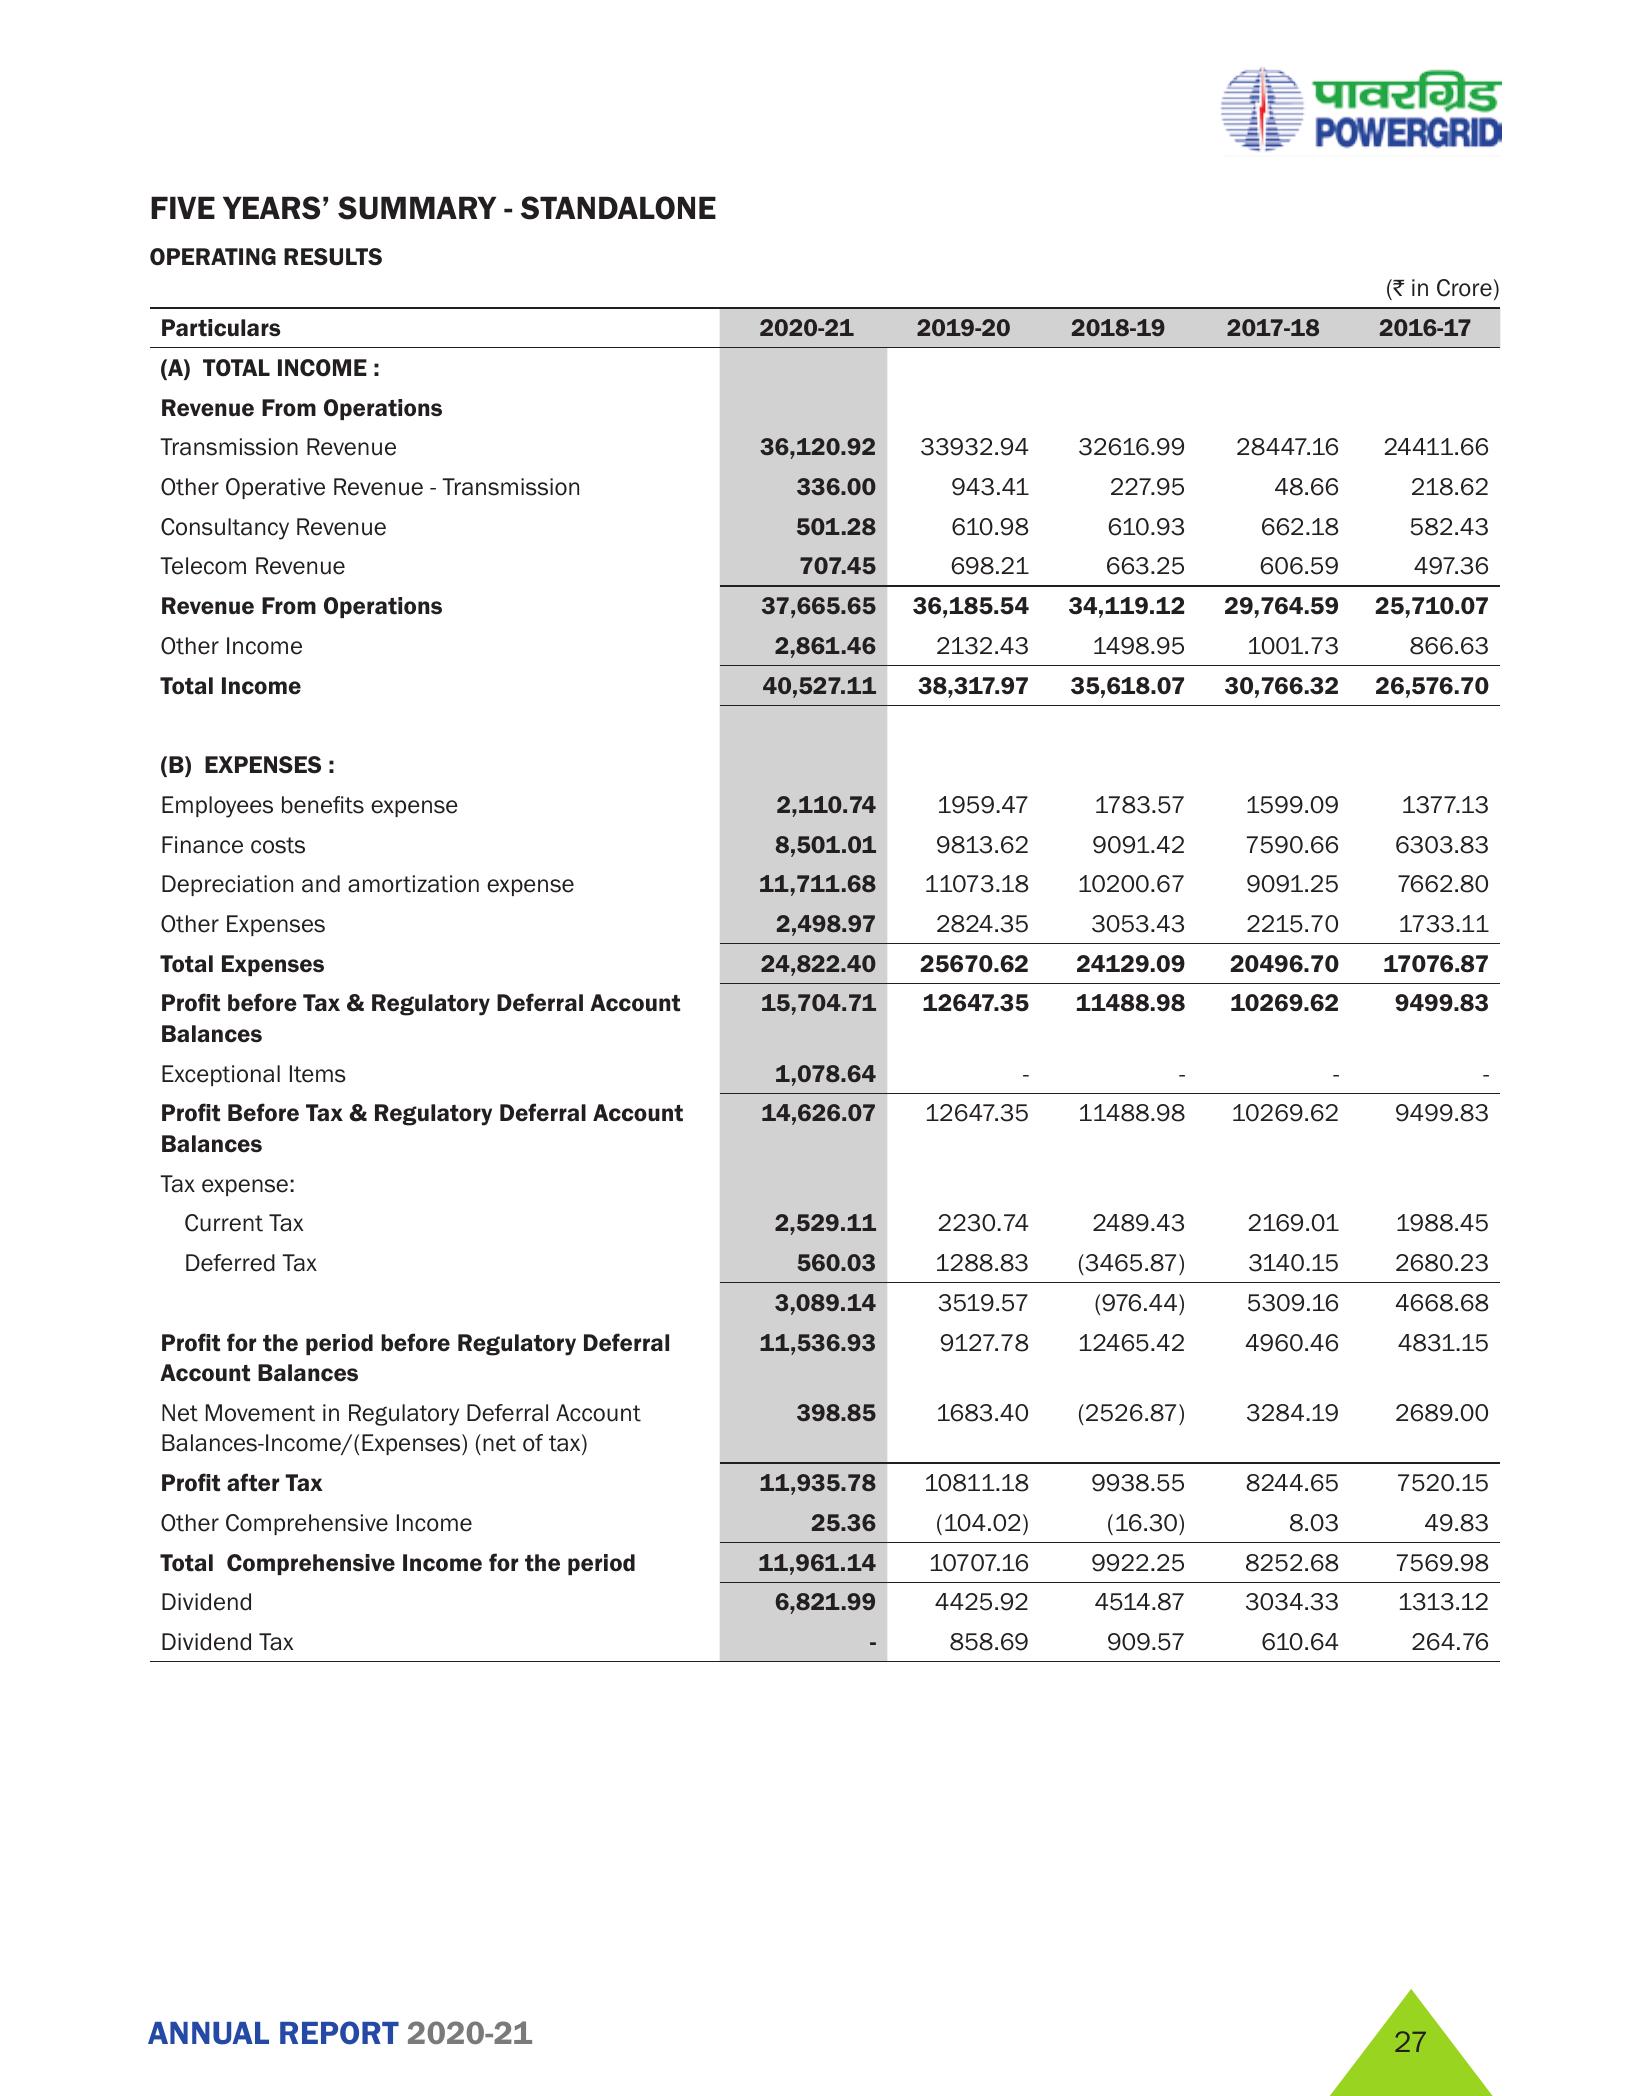 पावरग्रिड
POWERGRID
FIVE YEARS’ SUMMARY - STANDALONE
OPERATING RESULTS
(₹ in Crore)
Particulars 2020-21 2019-20 2018-19 2017-18 2016-17
(A) TOTAL INCOME :
Revenue From Operations
Transmission Revenue 36,120.92 33932.94 32616.99 28447.16 24411.66
Other Operative Revenue - Transmission 336.00 943.41 227.95 48.66 218.62
Consultancy Revenue 501.28 610.98 610.93 662.18 582.43
Telecom Revenue 707.45 698.21 663.25 606.59 497.36
Revenue From Operations 37,665.65 36,185.54 34,119.12 29,764.59 25,710.07
Other Income 2,861.46 2132.43 1498.95 1001.73 866.63
Total Income 40,527.11 38,317.97 35,618.07 30,766.32 26,576.70
(B) EXPENSES :
Employees benefits expense 2,110.74 1959.47 1783.57 1599.09 1377.13
Finance costs 8,501.01 9813.62 9091.42 7590.66 6303.83
Depreciation and amortization expense 11,711.68 11073.18 10200.67 9091.25 7662.80
Other Expenses 2,498.97 2824.35 3053.43 2215.70 1733.11
Total Expenses 24,822.40 25670.62 24129.09 20496.70 17076.87
Profit before Tax & Regulatory Deferral Account 15,704.71 12647.35 11488.98 10269.62 9499.83
Balances
Exceptional Items 1,078.64 - - - -
Profit Before Tax & Regulatory Deferral Account 14,626.07 12647.35 11488.98 10269.62 9499.83
Balances
Tax expense:
Current Tax 2,529.11 2230.74 2489.43 2169.01 1988.45
Deferred Tax 560.03 1288.83 (3465.87) 3140.15 2680.23
3,089.14 3519.57 (976.44) 5309.16 4668.68
Profit for the period before Regulatory Deferral 11,536.93 9127.78 12465.42 4960.46 4831.15
Account Balances
Net Movement in Regulatory Deferral Account 398.85 1683.40 (2526.87) 3284.19 2689.00
Balances-Income/(Expenses) (net of tax)
Profit after Tax 11,935.78 10811.18 9938.55 8244.65 7520.15
Other Comprehensive Income 25.36 (104.02) (16.30) 8.03 49.83
Total Comprehensive Income for the period 11,961.14 10707.16 9922.25 8252.68 7569.98
Dividend 6,821.99 4425.92 4514.87 3034.33 1313.12
Dividend Tax - 858.69 909.57 610.64 264.76
ANNUAL REPORT 2020-21
27